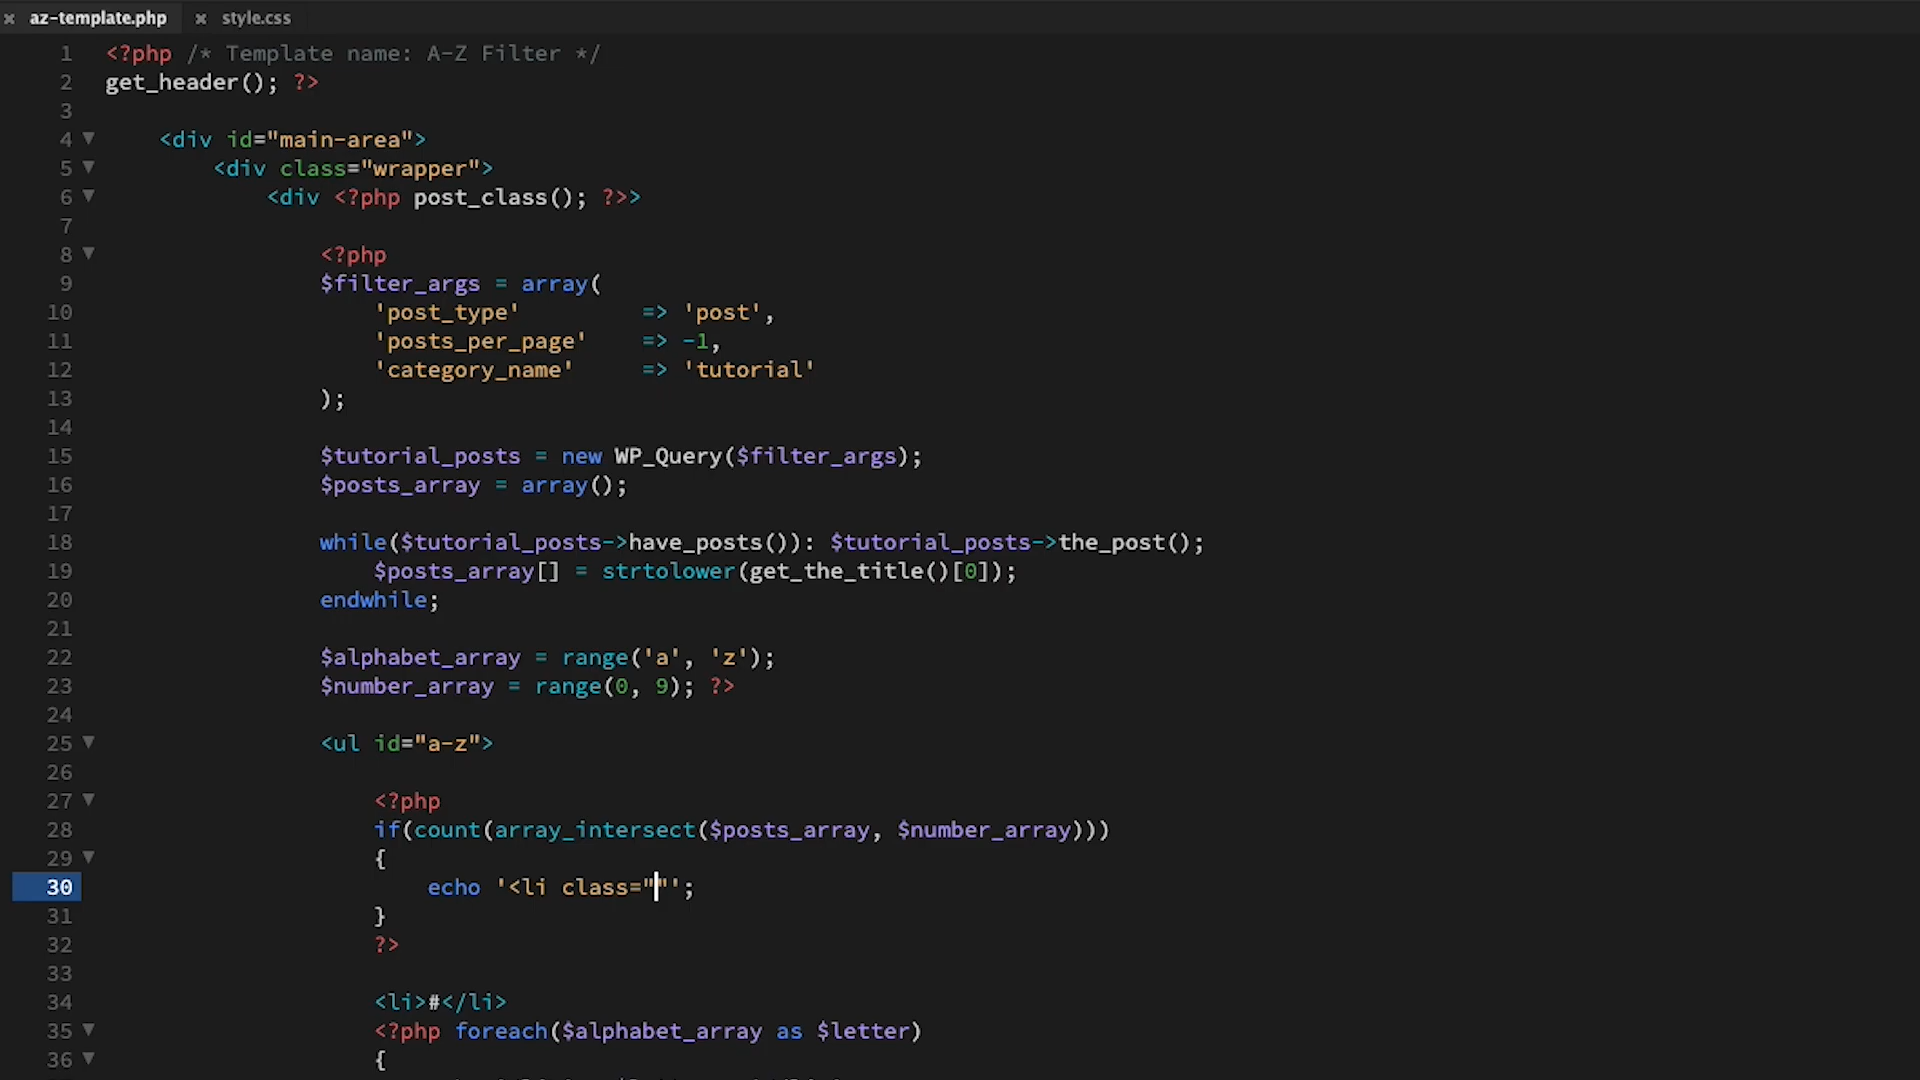 × az-template.php × style.css
1 <?php /* Template name: A-Z Filter */
2 get_header(); ?>
3
4 <div id="main-area">
5 <div class="wrapper">
6 <div <?php post_class(); ?>>
7
8 <?php
9 $filter_args = array(
10 'post_type' => 'post',
11 'posts_per_page' => -1,
12 'category_name' => 'tutorial'
13 );
14
15 $tutorial_posts = new WP_Query($filter_args);
16 $posts_array = array();
17
18 while($tutorial_posts->have_posts()): $tutorial_posts->the_post();
19 $posts_array[] = strtolower(get_the_title()[0]);
20 endwhile;
21
22 $alphabet_array = range('a', 'z');
23 $number_array = range(0, 9); ?>
24
25 <ul id="a-z">
26
27 <?php
28 if(count(array_intersect($posts_array, $number_array)))
29 {
30 echo '<li class=""';
31 }
32 ?>
33
34 <li>#</li>
35 <?php foreach($alphabet_array as $letter)
36 {